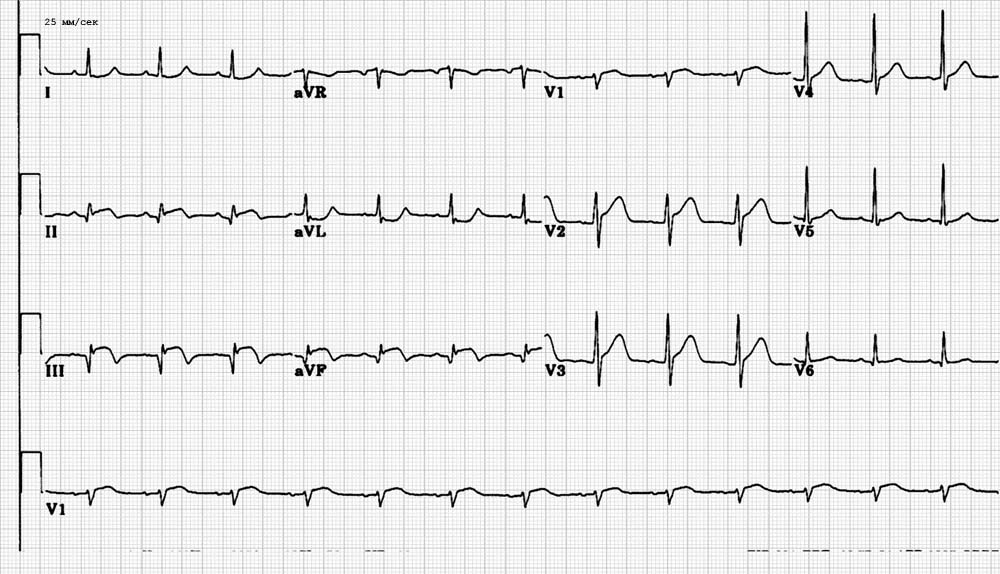 25 мм/сек
I aVR V1 V4
II aVL V2 V5
III aVF V3 V6
V1